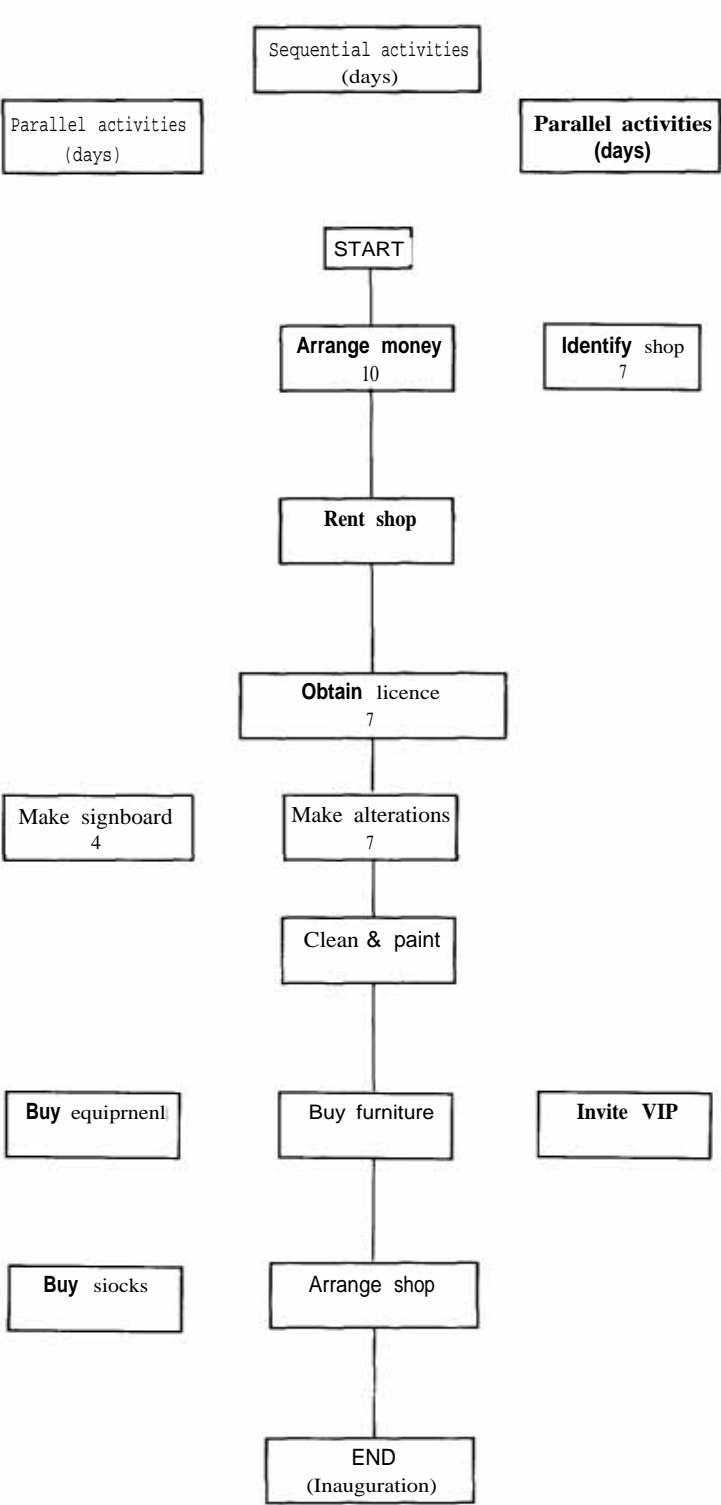 Sequential activities
(days)
Parallel activities
(days)
Parallel activities
(days)
START
Arrange money
10
Identify shop
7
Rent shop
Obtain licence
7
Make signboard
4
Make alterations
7
Clean & paint
Buy equiprnenl
Buy furniture
Invite VIP
Buy siocks
Arrange shop
END
(Inauguration)